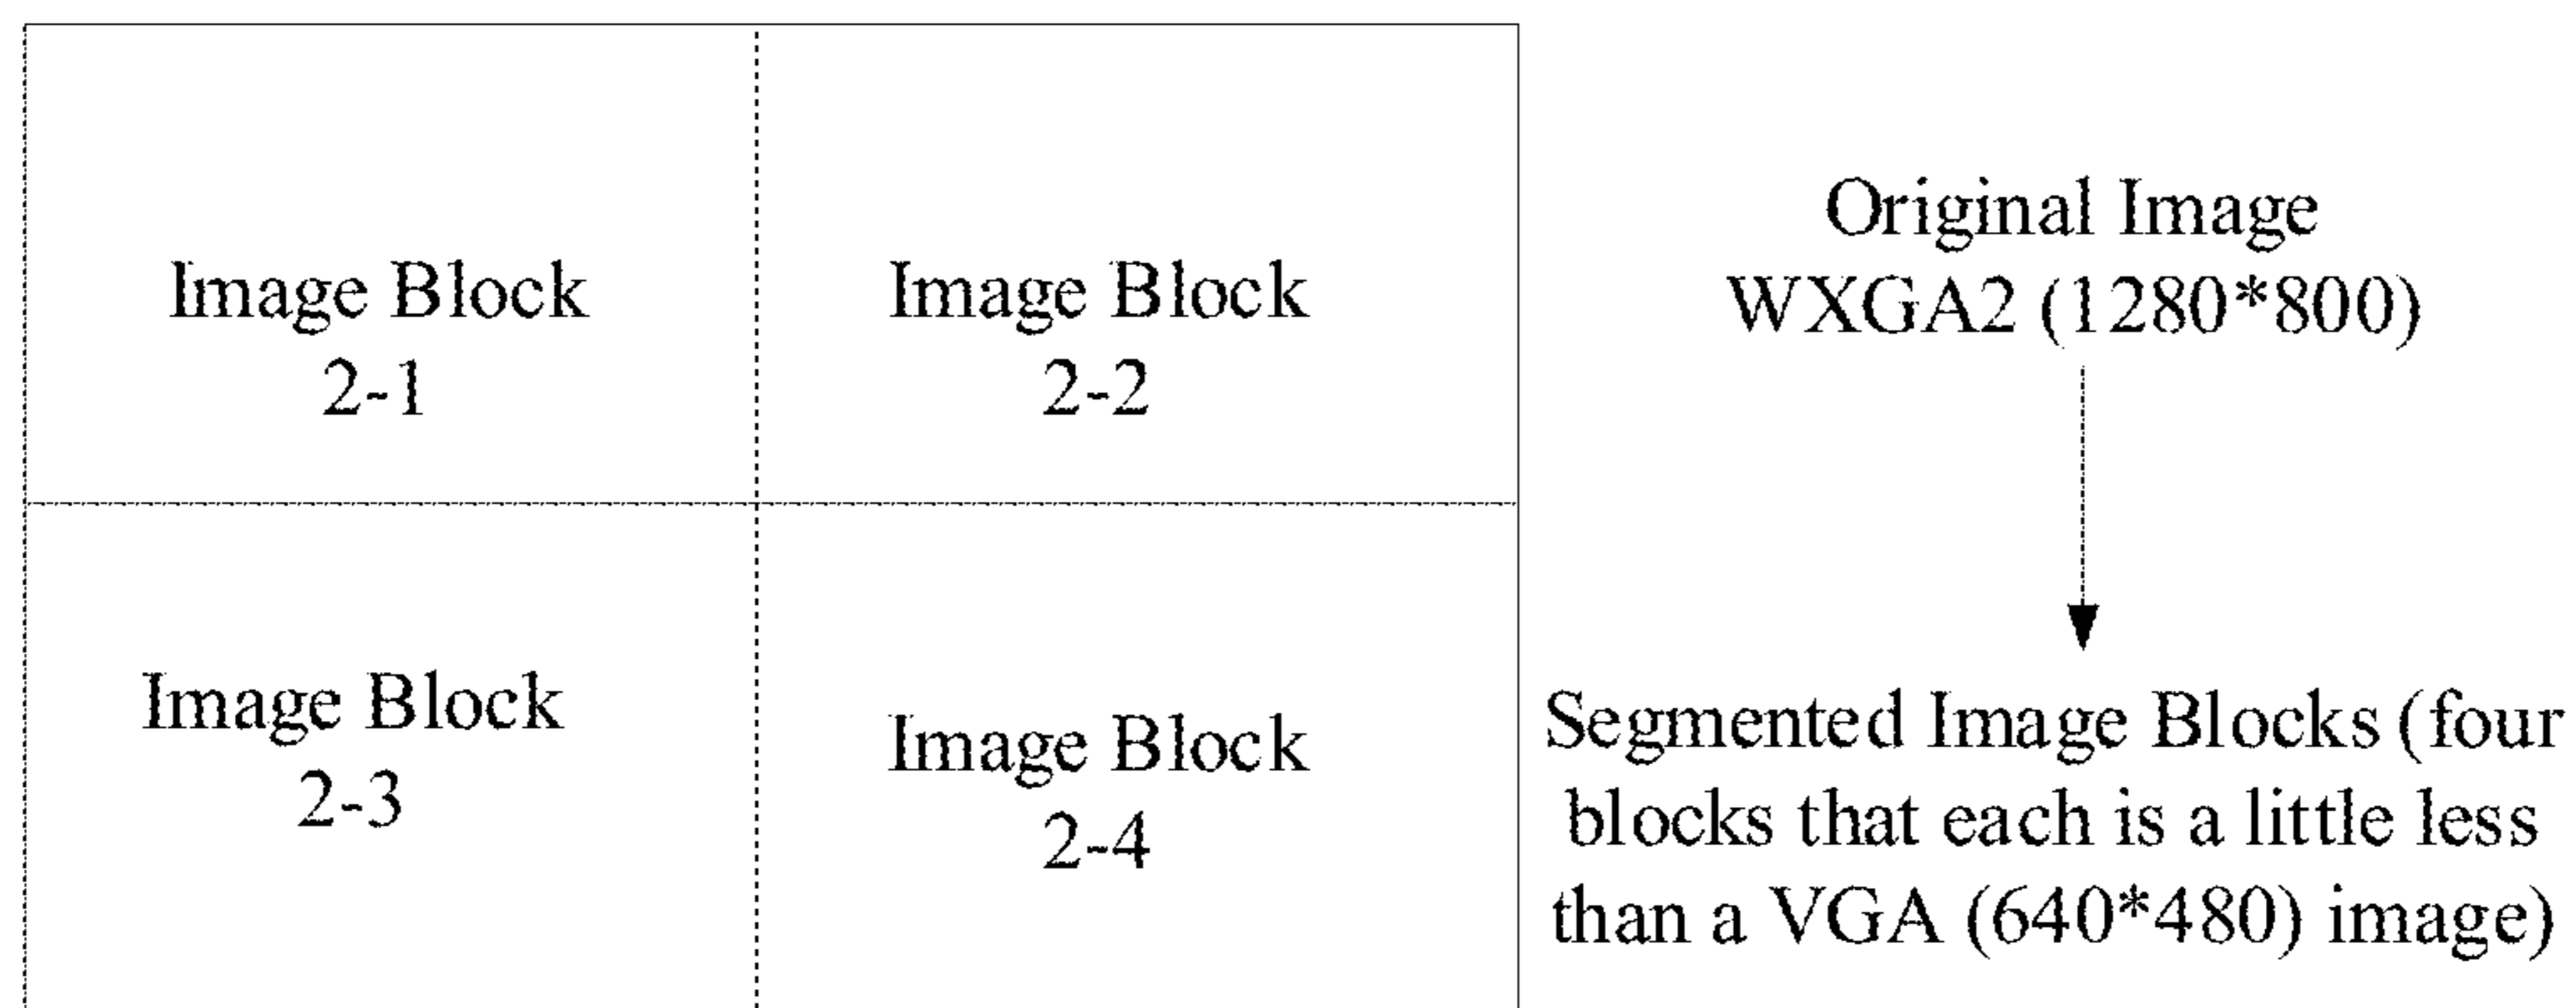 Image Block
2-1
Image Block
2-2
Image Block
2-3
Image Block
2-4
Original Image
WXGA2 (1280*800)
Segmented Image Blocks (four
blocks that each is a little less
than a VGA (640*480) image)